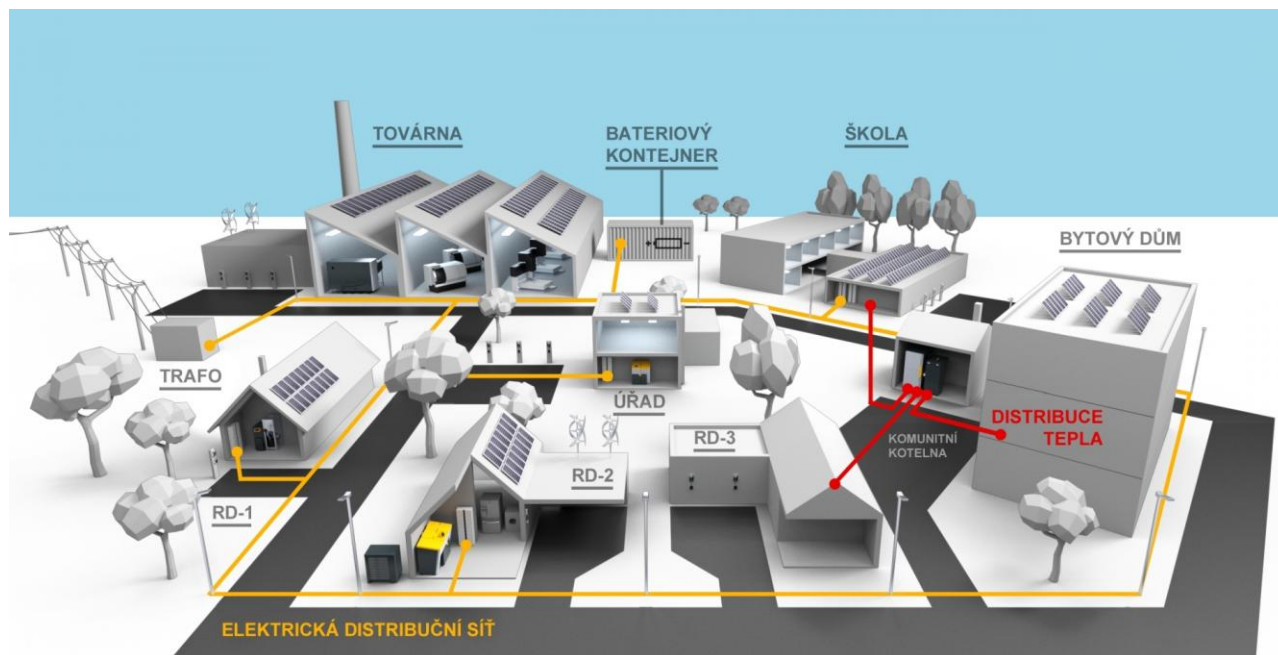 TOVÁRNA
BATERIOVÝ
KONTEJNER
ŠKOLA
BYTOVÝ DŮM
TRAFO
ÚŘAD
DISTRIBUCE
TEPLA
RD-3
KOMUNITNÍ
KOTELNA
RD-2
RD-1
ELEKTRICKÁ DISTRIBUČNÍ SÍŤ